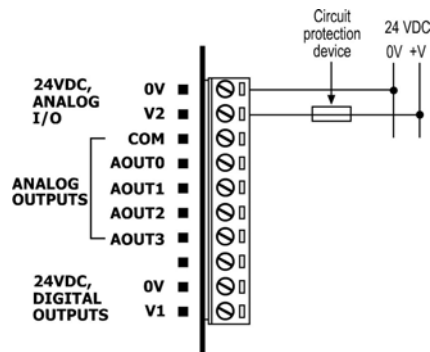 Circuit
protection
device
24 VDC
0V +V
24VDC,
ANALOG
I/O
0V
V2
COM
AOUT0
AOUT1
AOUT2
AOUT3
ANALOG
OUTPUTS
24VDC,
DIGITAL
OUTPUTS
0V
V1